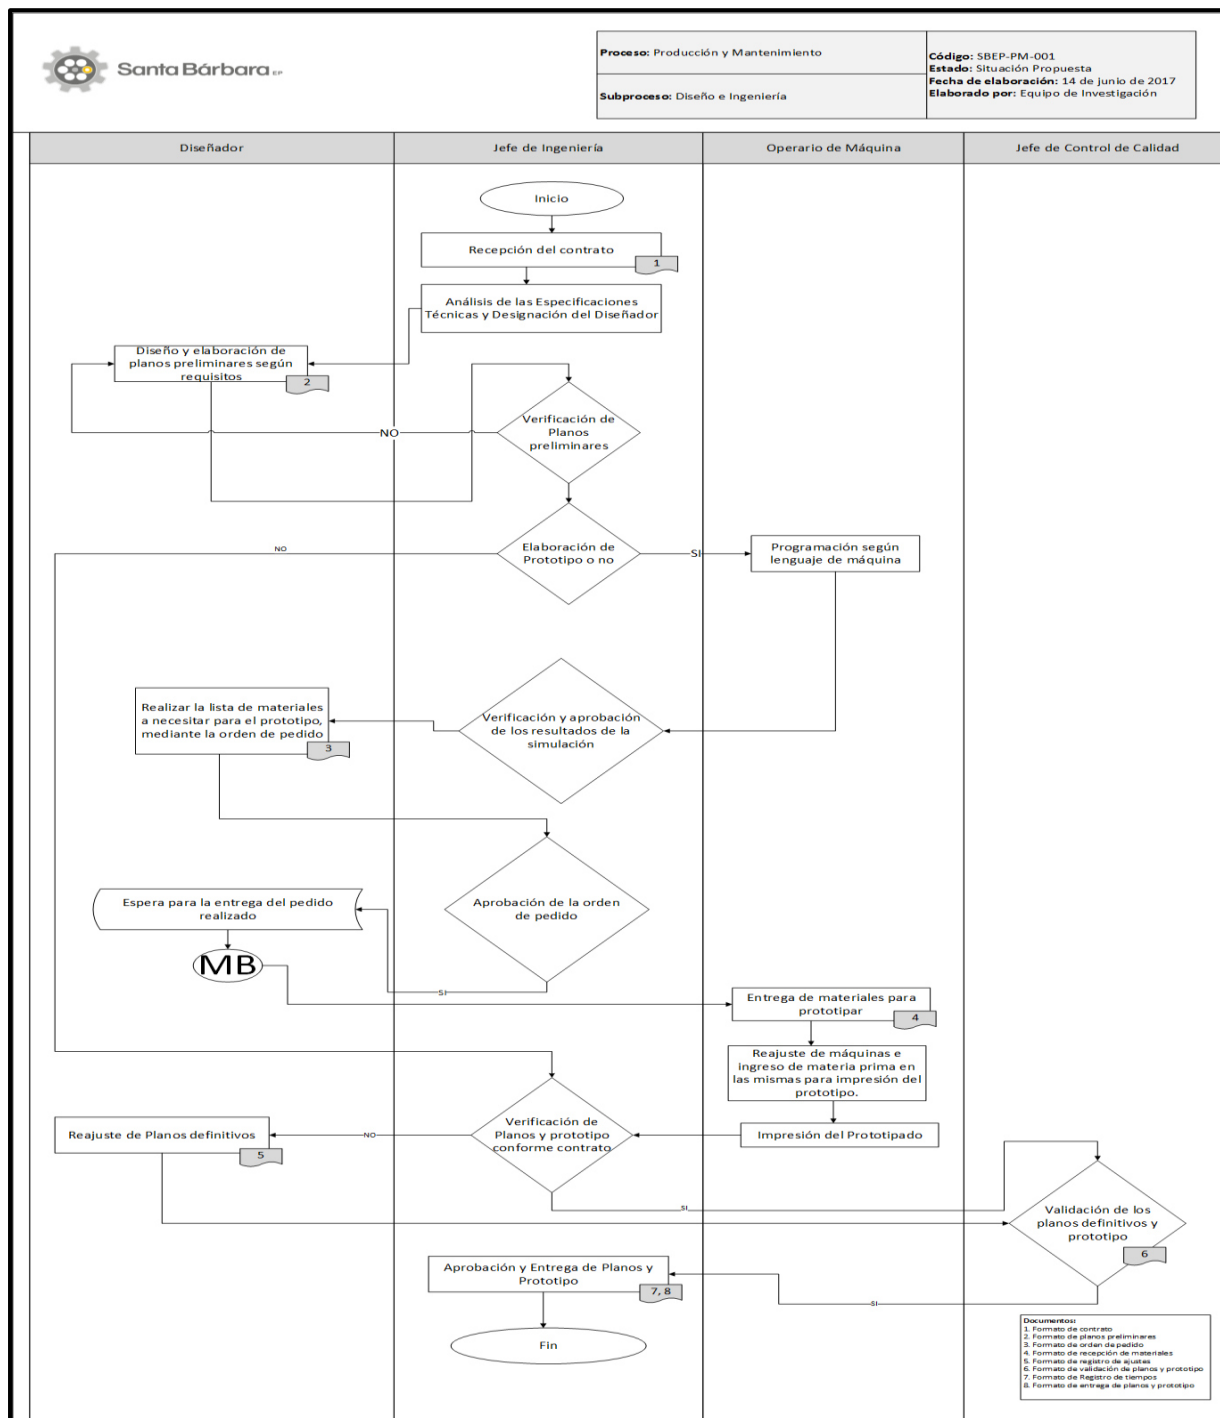 Santa Bárbara EP
Proceso: Producción y Mantenimiento
Subproceso: Diseño e Ingeniería
Código: SBEP-PM-001
Estado: Situación Propuesta
Fecha de elaboración: 14 de junio de 2017
Elaborado por: Equipo de Investigación
Diseñador
Jefe de Ingeniería
Operario de Máquina
Jefe de Control de Calidad
Inicio
Recepción del contrato
1
Análisis de las Especificaciones
Técnicas y Designación del Diseñador
Diseño y elaboración de
planos preliminares según
requisitos
2
Verificación de
Planos
preliminares
NO
Elaboración de
Prototipo o no
NO
SI
Programación según
lenguaje de máquina
Verificación y aprobación
de los resultados de la
simulación
Realizar la lista de materiales
a necesitar para el prototipo,
mediante la orden de pedido
3
Aprobación de la orden
de pedido
Espera para la entrega del pedido
realizado
MB
SI
Entrega de materiales para
prototipar
4
Reajuste de máquinas e
ingreso de materia prima en
las mismas para impresión del
prototipo.
Impresión del Prototipado
Verificación de
Planos y prototipo
conforme contrato
NO
Reajuste de Planos definitivos
5
SI
Validación de los
planos definitivos y
prototipo
6
SI
Aprobación y Entrega de Planos y
Prototipo
7, 8
Fin
Documentos:
1. Formato de contrato
2. Formato de planos preliminares
3. Formato de orden de pedido
4. Formato de recepción de materiales
5. Formato de registro de ajustes
6. Formato de validación de planos y prototipo
7. Formato de Registro de tiempos
8. Formato de entrega de planos y prototipo